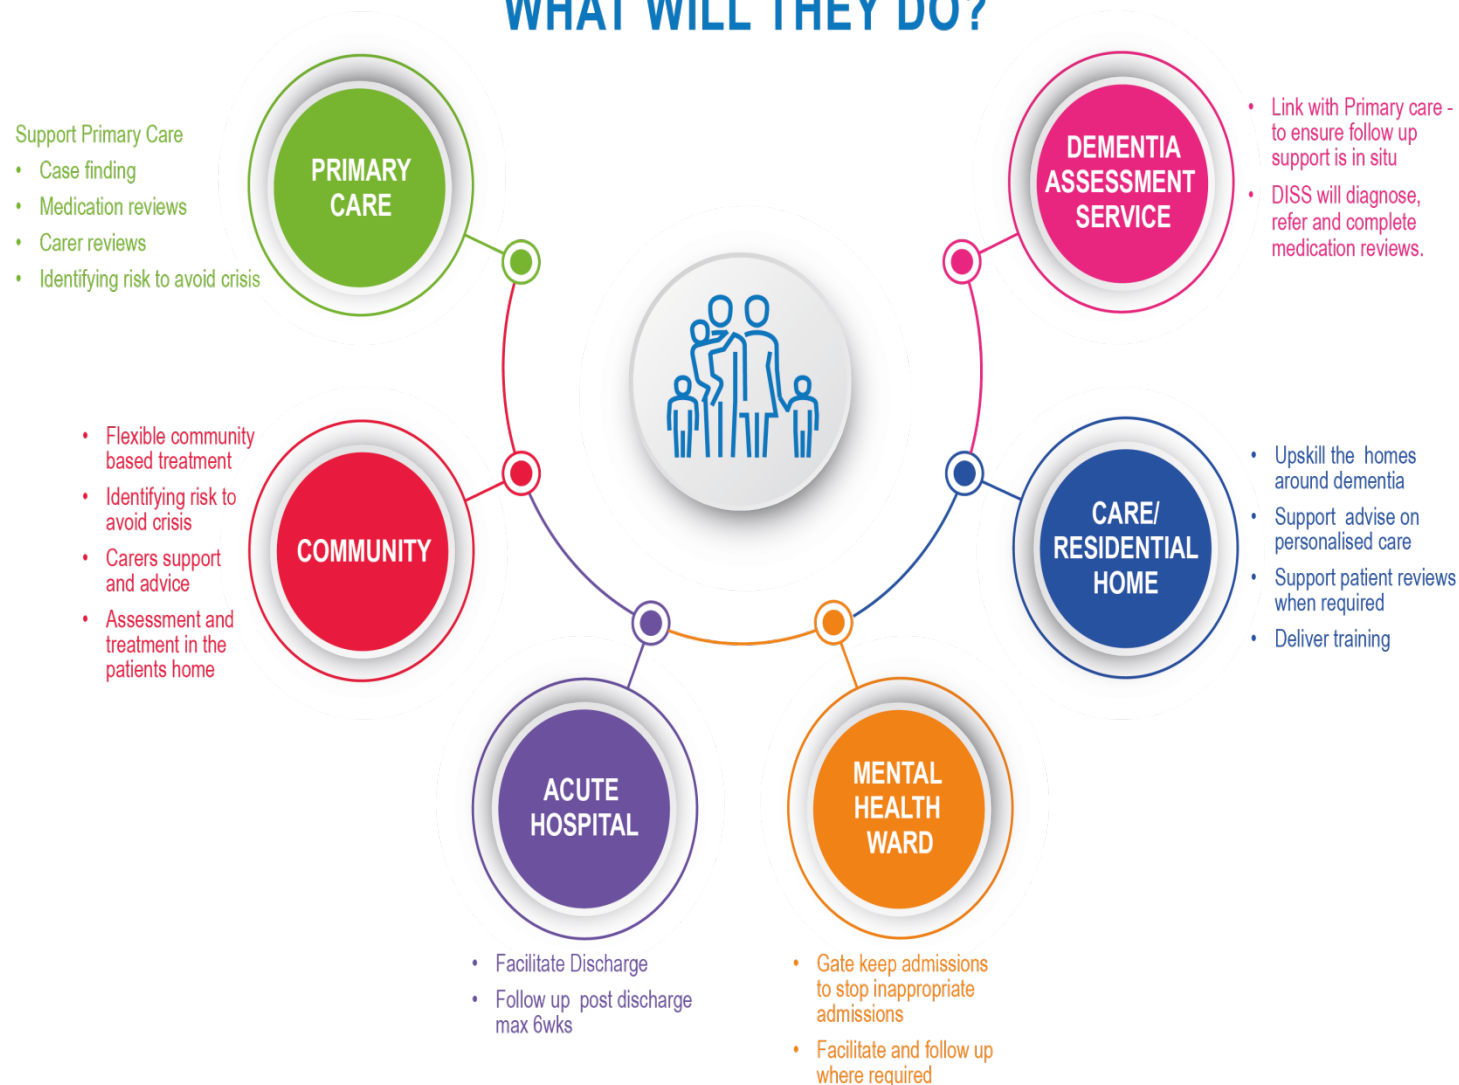 WHAT WILL THEY DO?
PRIMARY
CARE
Support Primary Care
• Case finding
• Medication reviews
• Carer reviews
• Identifying risk to avoid crisis
DEMENTIA
ASSESSMENT
SERVICE
• Link with Primary care -
to ensure follow up
support is in situ
• DISS will diagnose,
refer and complete
medication reviews.
COMMUNITY
• Flexible community
based treatment
• Identifying risk to
avoid crisis
• Carers support
and advice
• Assessment and
treatment in the
patients home
CARE/
RESIDENTIAL
HOME
• Upskill the homes
around dementia
• Support advise on
personalised care
• Support patient reviews
when required
• Deliver training
ACUTE
HOSPITAL
• Facilitate Discharge
• Follow up post discharge
max 6wks
MENTAL
HEALTH
WARD
• Gate keep admissions
to stop inappropriate
admissions
• Facilitate and follow up
where required